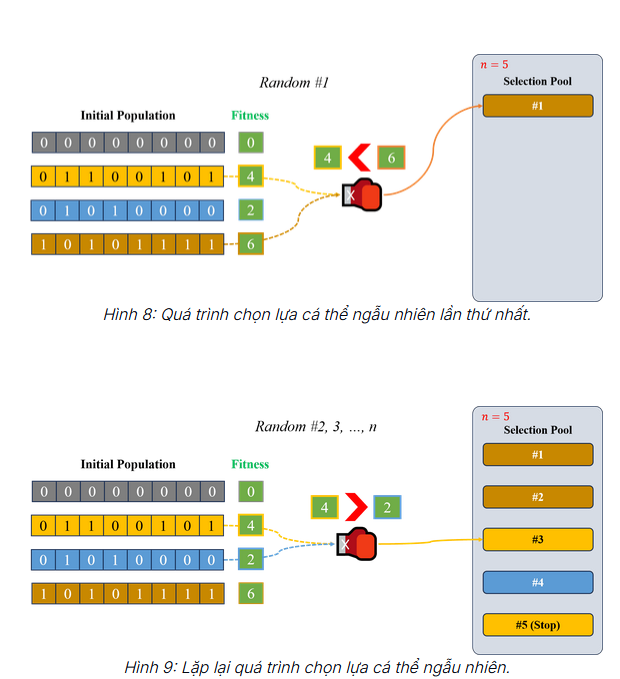 n = 5
Random #1
Selection Pool
#1
Initial Population
Fitness
0 0 0 0 0 0 0 0 0
0 1 1 0 0 1 0 1 4
4 6
X
0 1 0 1 0 0 0 0 2
1 0 1 0 1 1 1 1 6
Hình 8: Quá trình chọn lựa cá thể ngẫu nhiên lần thứ nhất.
n = 5
Random #2, 3, ..., n
Selection Pool
#1
Initial Population
Fitness
0 0 0 0 0 0 0 0 0
#2
4 2
0 1 1 0 0 1 0 1 4
X
#3
0 1 0 1 0 0 0 0 2
#4
1 0 1 0 1 1 1 1 6
#5 (Stop)
Hình 9: Lặp lại quá trình chọn lựa cá thể ngẫu nhiên.